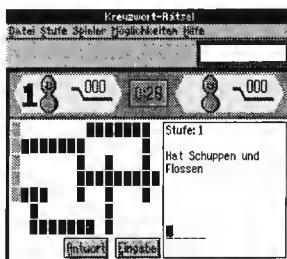 Kreuzwort-Rätsel
Datei Stufe Spieler Möglichkeiten Hilfe
1 000 0:29 000
Stufe: 1
Hat Schuppen und
Flossen
Antwort Eingabe